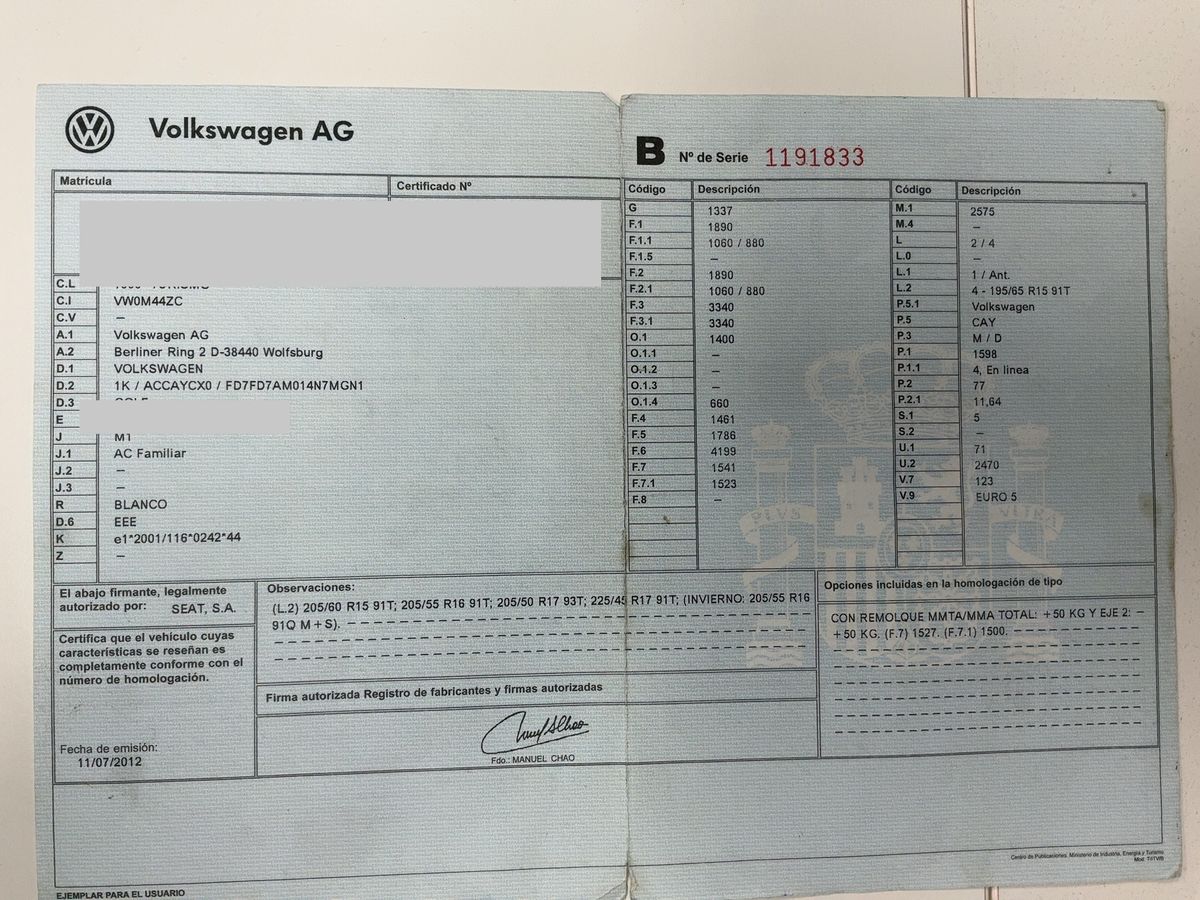 Volkswagen AG
B Nº de Serie 1191833
Matrícula
Certificado Nº
C.L
C.I VW0M44ZC
C.V –
A.1 Volkswagen AG
A.2 Berliner Ring 2 D-38440 Wolfsburg
D.1 VOLKSWAGEN
D.2 1K / ACCAYCX0 / FD7FD7AM014N7MGN1
D.3
E
J M1
J.1 AC Familiar
J.2 –
J.3 –
R BLANCO
D.6 EEE
K e1*2001/116*0242*44
Z –
Código Descripción
G 1337
F.1 1890
F.1.1 1060 / 880
F.1.5 –
F.2 1890
F.2.1 1060 / 880
F.3 3340
F.3.1 3340
O.1 1400
O.1.1 –
O.1.2 –
O.1.3 –
O.1.4 660
F.4 1461
F.5 1786
F.6 4199
F.7 1541
F.7.1 1523
F.8 –
Código Descripción
M.1 2575
M.4 –
L 2 / 4
L.0 –
L.1 1 / Ant.
L.2 4 - 195/65 R15 91T
P.5.1 Volkswagen
P.5 CAY
P.3 M / D
P.1 1598
P.1.1 4, En linea
P.2 77
P.2.1 11,64
S.1 5
S.2 –
U.1 71
U.2 2470
V.7 123
V.9 EURO 5
PLVS VLTRA
El abajo firmante, legalmente
autorizado por: SEAT, S.A.
Certifica que el vehículo cuyas
características se reseñan es
completamente conforme con el
número de homologación.
Fecha de emisión:
11/07/2012
Observaciones:
(L.2) 205/60 R15 91T; 205/55 R16 91T; 205/50 R17 93T; 225/45 R17 91T; (INVIERNO: 205/55 R16
91Q M+S).
Firma autorizada Registro de fabricantes y firmas autorizadas
Fdo.: MANUEL CHAO
Opciones incluidas en la homologación de tipo
CON REMOLQUE MMTA/MMA TOTAL: +50 KG Y EJE 2:
+50 KG. (F.7) 1527. (F.7.1) 1500.
Centro de Publicaciones. Ministerio de Industria, Energía y Turismo
EJEMPLAR PARA EL USUARIO